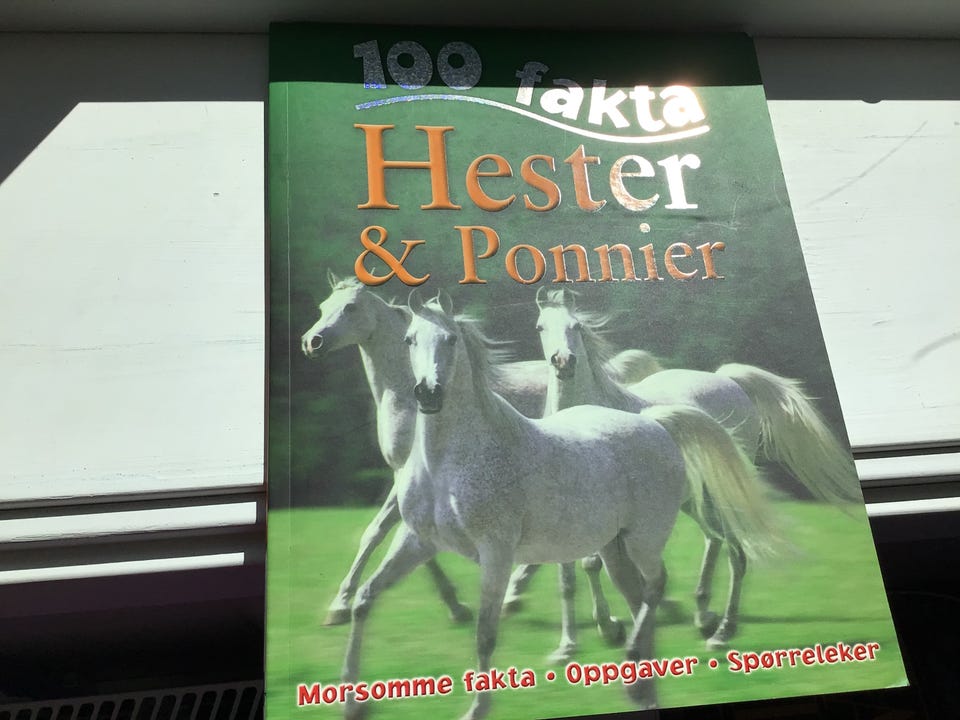 100 fakta
Hester
& Ponnier
Morsomme fakta • Oppgaver • Spørreleker